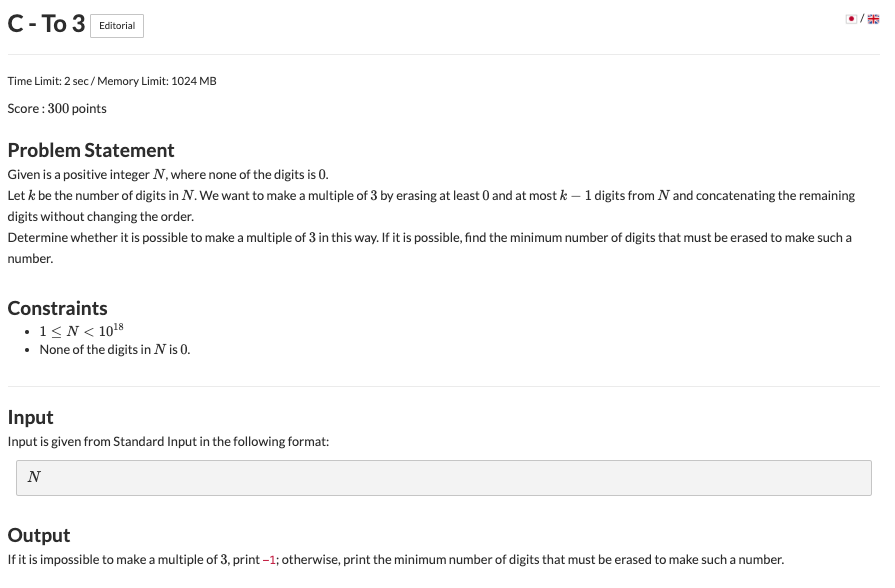 C - To 3 Editorial /
Time Limit: 2 sec / Memory Limit: 1024 MB
Score : 300 points
Problem Statement
Given is a positive integer N, where none of the digits is 0.
Let k be the number of digits in N. We want to make a multiple of 3 by erasing at least 0 and at most k − 1 digits from N and concatenating the remaining
digits without changing the order.
Determine whether it is possible to make a multiple of 3 in this way. If it is possible, find the minimum number of digits that must be erased to make such a
number.
Constraints
• 1 ≤ N < 10^18
• None of the digits in N is 0.
Input
Input is given from Standard Input in the following format:
N
Output
If it is impossible to make a multiple of 3, print -1; otherwise, print the minimum number of digits that must be erased to make such a number.